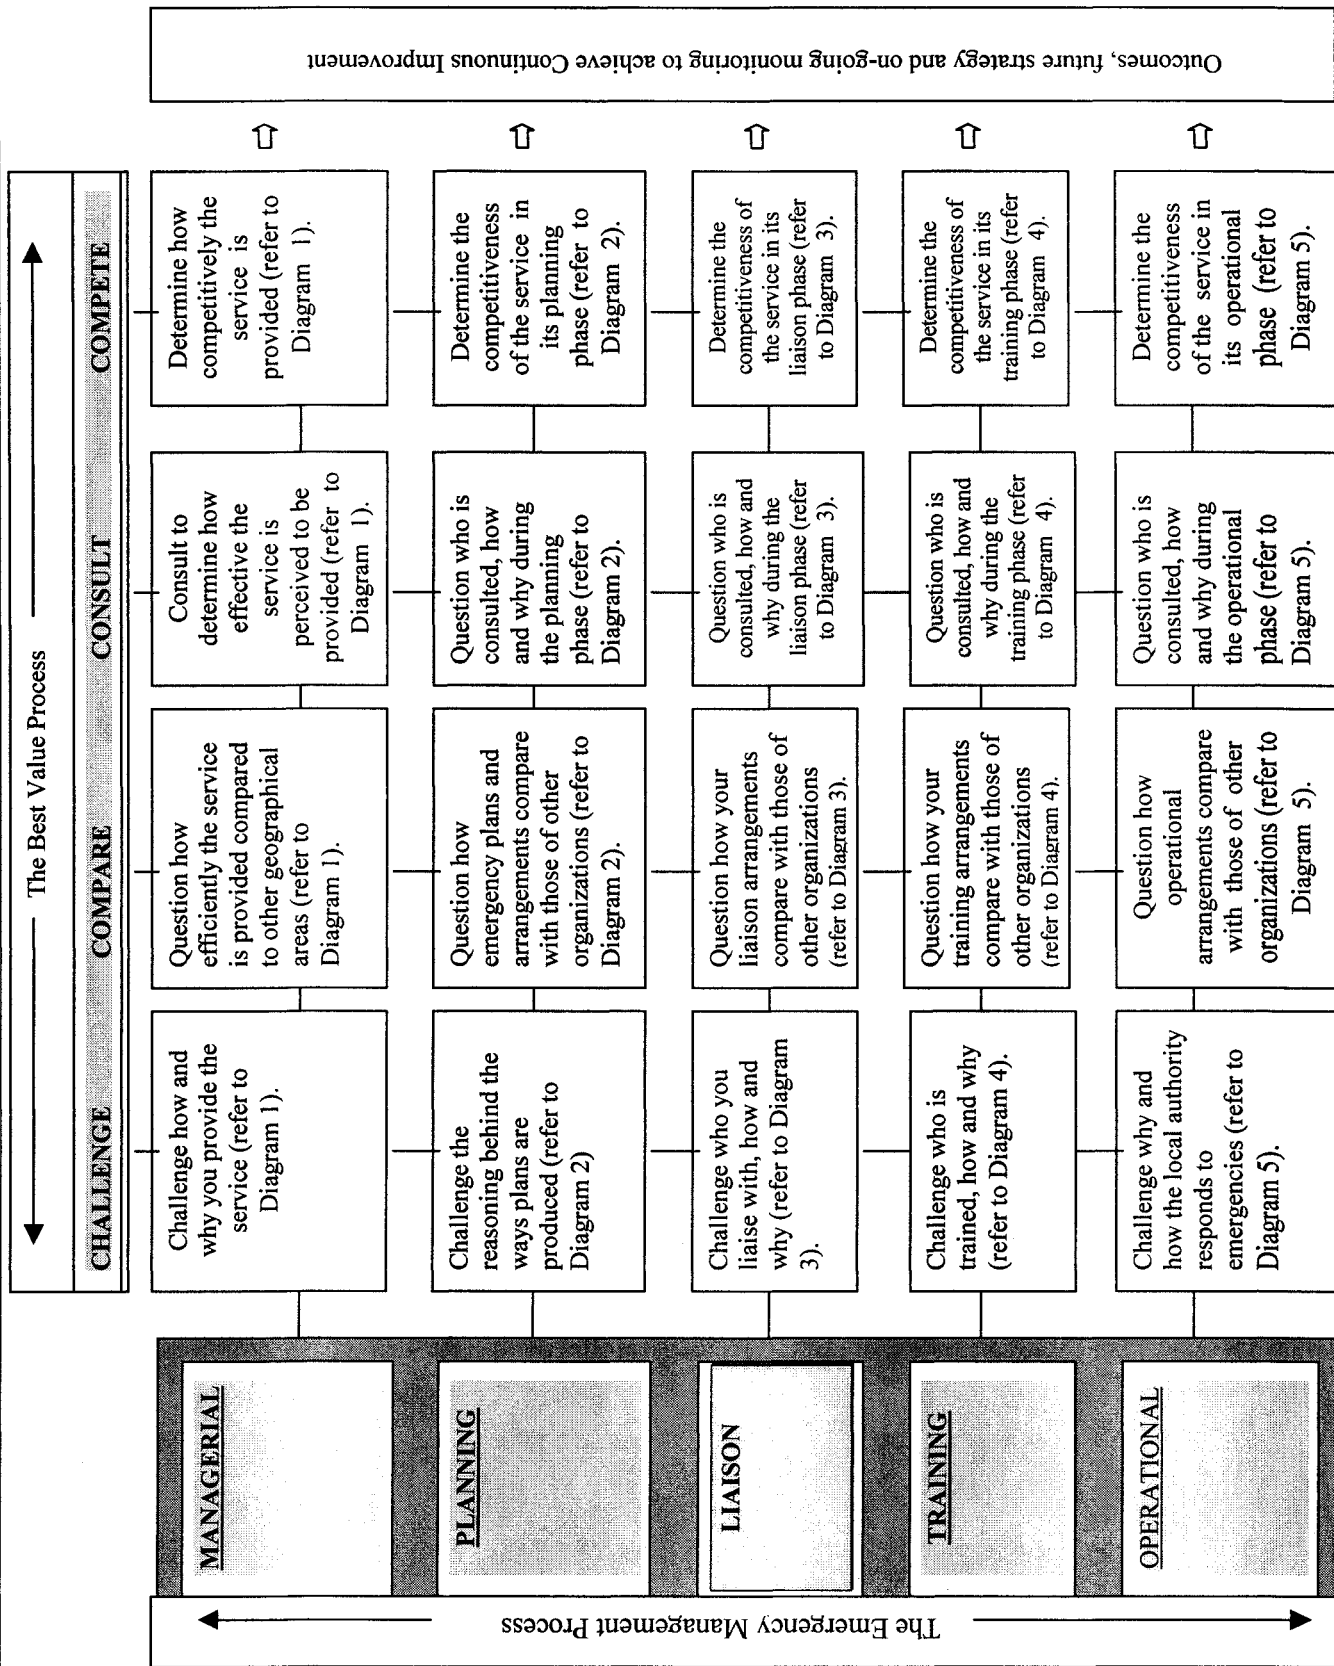 The Best Value Process
CHALLENGE COMPARE CONSULT COMPETE
The Emergency Management Process
MANAGERIAL
Challenge how and
why you provide the
service (refer to
Diagram 1).
Question how
efficiently the service
is provided compared
to other geographical
areas (refer to
Diagram 1).
Consult to
determine how
effective the
service is
perceived to be
provided (refer to
Diagram 1).
Determine how
competitively the
service is
provided (refer to
Diagram 1).
PLANNING
Challenge the
reasoning behind the
ways plans are
produced (refer to
Diagram 2)
Question how
emergency plans and
arrangements compare
with those of other
organizations (refer to
Diagram 2).
Question who is
consulted, how
and why during
the planning
phase (refer to
Diagram 2).
Determine the
competitiveness
of the service in
its planning
phase (refer to
Diagram 2).
LIAISON
Challenge who you
liaise with, how and
why (refer to Diagram
3).
Question how your
liaison arrangements
compare with those of
other organizations
(refer to Diagram 3).
Question who is
consulted, how and
why during the
liaison phase (refer
to Diagram 3).
Determine the
competitiveness of
the service in its
liaison phase (refer
to Diagram 3).
TRAINING
Challenge who is
trained, how and why
(refer to Diagram 4).
Question how your
training arrangements
compare with those of
other organizations
(refer to Diagram 4).
Question who is
consulted, how and
why during the
training phase (refer
to Diagram 4).
Determine the
competitiveness of
the service in its
training phase (refer
to Diagram 4).
OPERATIONAL
Challenge why and
how the local authority
responds to
emergencies (refer to
Diagram 5).
Question how
operational
arrangements compare
with those of other
organizations (refer to
Diagram 5).
Question who is
consulted, how
and why during
the operational
phase (refer to
Diagram 5).
Determine the
competitiveness
of the service in
its operational
phase (refer to
Diagram 5).
Outcomes, future strategy and on-going monitoring to achieve Continuous Improvement